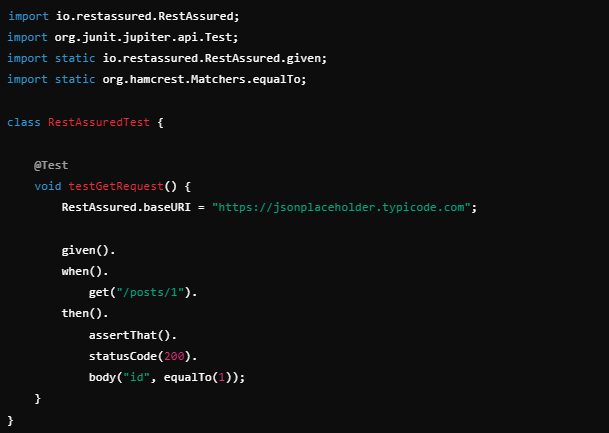 import io.restassured.RestAssured;
import org.junit.jupiter.api.Test;
import static io.restassured.RestAssured.given;
import static org.hamcrest.Matchers.equalTo;

class RestAssuredTest {

    @Test
    void testGetRequest() {
        RestAssured.baseURI = "https://jsonplaceholder.typicode.com";

        given().
        when().
            get("/posts/1").
        then().
            assertThat().
            statusCode(200).
            body("id", equalTo(1));
    }
}